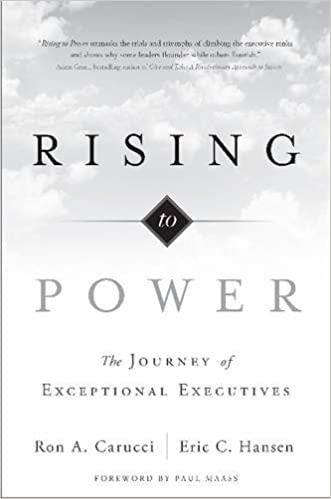 "Rising to Power unmasks the trials and triumphs of climbing the executive ranks
and shows why some leaders flounder while others flourish."
Adam Grant, bestselling author of Give and Take: A Revolutionary Approach to Success
RISING
to
POWER
The JOURNEY of
EXCEPTIONAL EXECUTIVES
Ron A. Carucci | Eric C. Hansen
FOREWORD BY PAUL MAASS